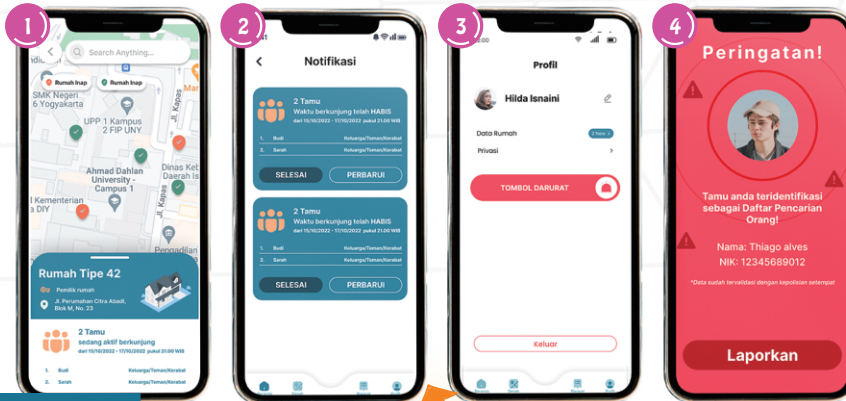 1
Search Anything...
Rumah Inap
Rumah Inap
SMK Negeri
6 Yogyakarta
UPP 1 Kampus
2 FIP UNY
Jl. Kapas
Ahmad Dahlan
University -
Campus 1
Dinas Ket
Daerah Is
Kementerian
a DIY
Jl. Kapas
Pengadilan
Rumah Tipe 42
Pemilik rumah
Jl. Perumahan Citra Abadi,
Blok M, No. 23
2 Tamu
sedang aktif berkunjung
dari 15/10/2022 - 17/10/2022 pukul 21.00 WIB
1. Budi Keluarga/Teman/Kerabat
2. Sarah Keluarga/Teman/Kerabat
2
Notifikasi
2 Tamu
Waktu berkunjung telah HABIS
dari 15/10/2022 - 17/10/2022 pukul 21.00 WIB
1. Budi Keluarga/Teman/Kerabat
2. Sarah Keluarga/Teman/Kerabat
SELESAI PERBARUI
2 Tamu
Waktu berkunjung telah HABIS
dari 15/10/2022 - 17/10/2022 pukul 21.00 WIB
1. Budi Keluarga/Teman/Kerabat
2. Sarah Keluarga/Teman/Kerabat
SELESAI PERBARUI
3
Profil
Hilda Isnaini
Data Rumah 2 New >
Privasi >
TOMBOL DARURAT
Keluar
4
Peringatan!
Tamu anda teridentifikasi
sebagai Daftar Pencarian
Orang!
Nama: Thiago alves
NIK: 12345689012
*Data sudah tervalidasi dengan kepolisian setempat
Laporkan